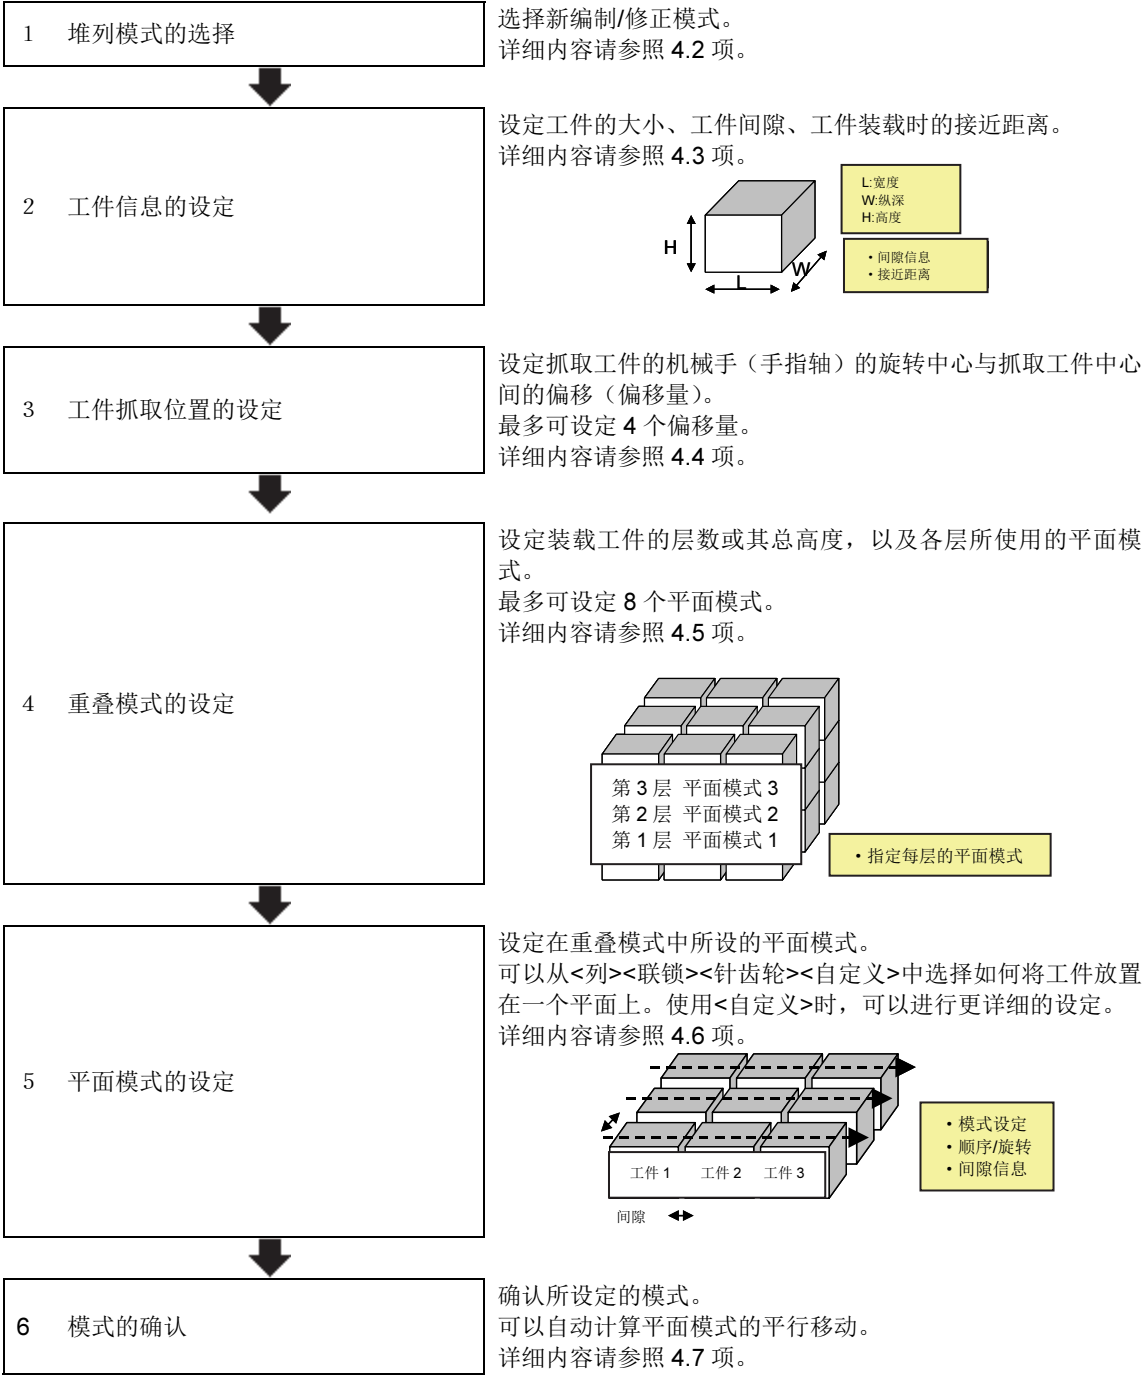 1 堆列模式的选择
选择新编制/修正模式。
详细内容请参照 4.2 项。
2 工件信息的设定
设定工件的大小、工件间隙、工件装载时的接近距离。
详细内容请参照 4.3 项。
L:宽度
W:纵深
H:高度
H
W
L
・间隙信息
・接近距离
3 工件抓取位置的设定
设定抓取工件的机械手（手指轴）的旋转中心与抓取工件中心
间的偏移（偏移量）。
最多可设定 4 个偏移量。
详细内容请参照 4.4 项。
4 重叠模式的设定
设定装载工件的层数或其总高度，以及各层所使用的平面模
式。
最多可设定 8 个平面模式。
详细内容请参照 4.5 项。
第 3 层 平面模式 3
第 2 层 平面模式 2
第 1 层 平面模式 1
・指定每层的平面模式
5 平面模式的设定
设定在重叠模式中所设的平面模式。
可以从<列><联锁><针齿轮><自定义>中选择如何将工件放置
在一个平面上。使用<自定义>时，可以进行更详细的设定。
详细内容请参照 4.6 项。
工件 1 工件 2 工件 3
间隙
・模式设定
・顺序/旋转
・间隙信息
6 模式的确认
确认所设定的模式。
可以自动计算平面模式的平行移动。
详细内容请参照 4.7 项。